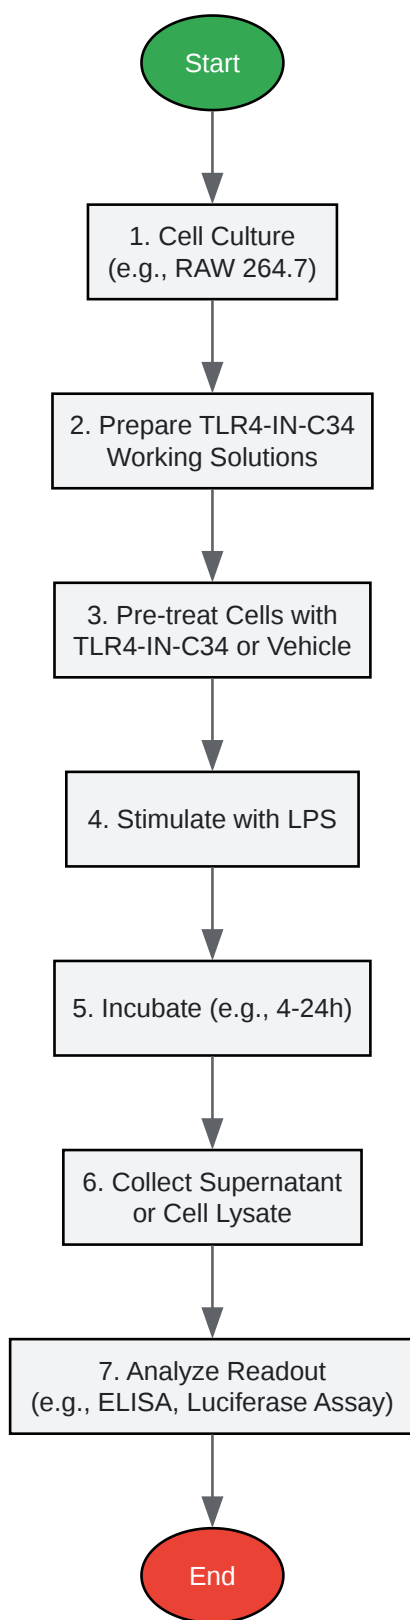 Start
1. Cell Culture
(e.g., RAW 264.7)
2. Prepare TLR4-IN-C34
Working Solutions
3. Pre-treat Cells with
TLR4-IN-C34 or Vehicle
4. Stimulate with LPS
5. Incubate (e.g., 4-24h)
6. Collect Supernatant
or Cell Lysate
7. Analyze Readout
(e.g., ELISA, Luciferase Assay)
End